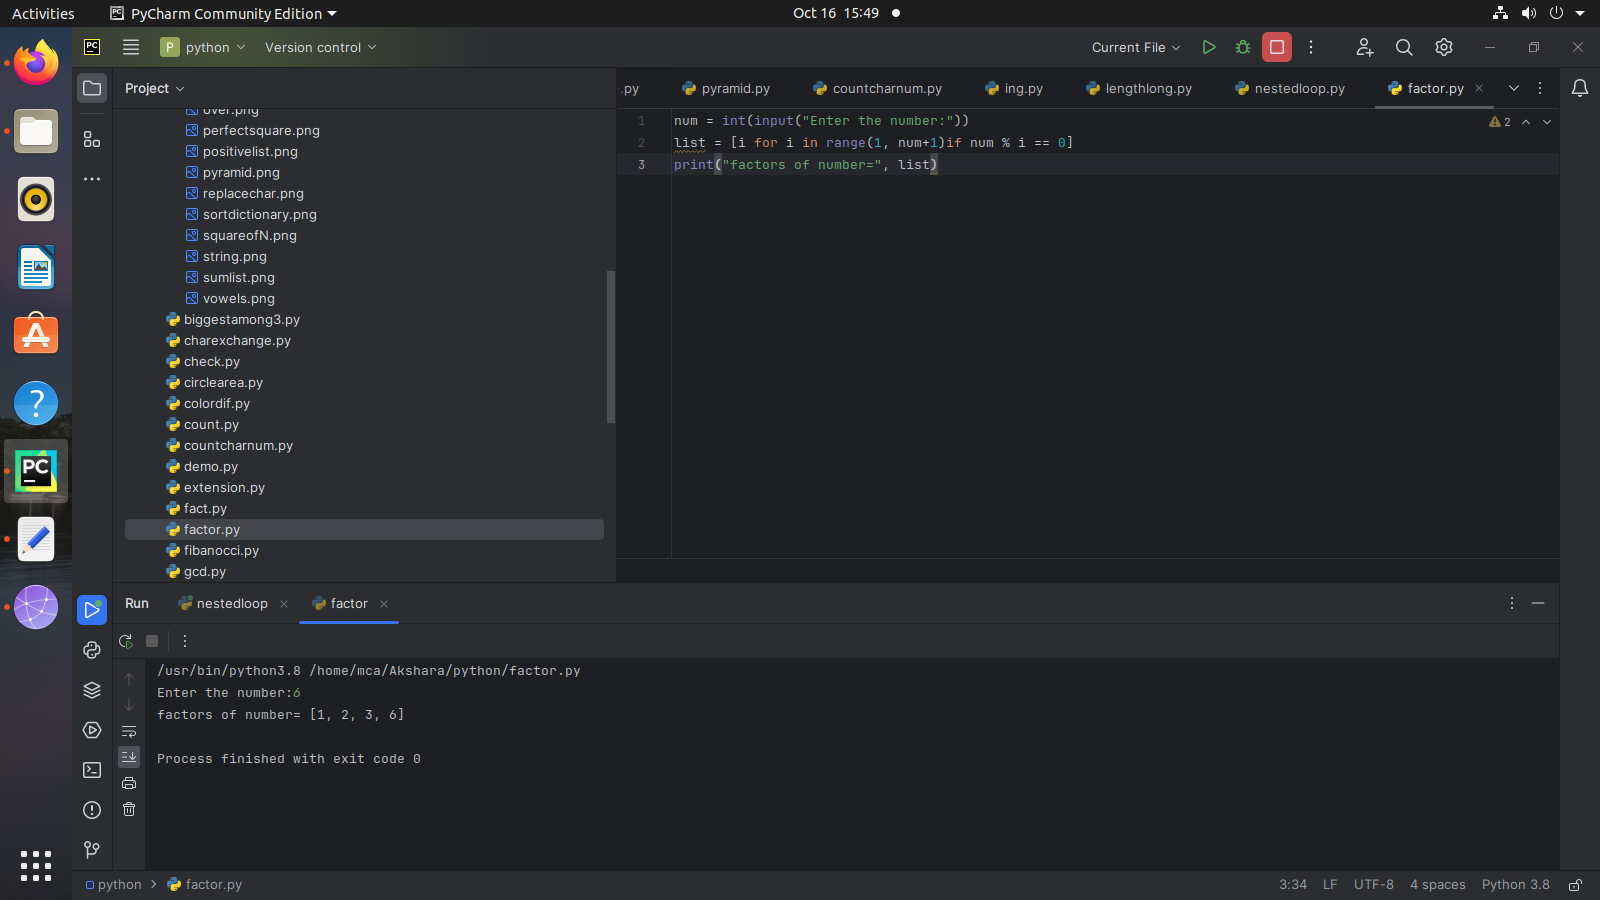 Activities
PyCharm Community Edition
Oct 16 15:49
PC
P python
Version control
Current File
Project
.py
pyramid.py
countcharnum.py
ing.py
lengthlong.py
nestedloop.py
factor.py
over.png
perfectsquare.png
positivelist.png
pyramid.png
replacechar.png
sortdictionary.png
squareofN.png
string.png
sumlist.png
vowels.png
biggestamong3.py
charexchange.py
check.py
circlearea.py
colordif.py
count.py
countcharnum.py
demo.py
extension.py
fact.py
factor.py
fibanocci.py
gcd.py
1 num = int(input("Enter the number:"))
2 list = [i for i in range(1, num+1)if num % i == 0]
3 print("factors of number=", list)
2
PC
Run
nestedloop
factor
/usr/bin/python3.8 /home/mca/Akshara/python/factor.py
Enter the number:6
factors of number= [1, 2, 3, 6]
Process finished with exit code 0
python > factor.py
3:34 LF UTF-8 4 spaces Python 3.8